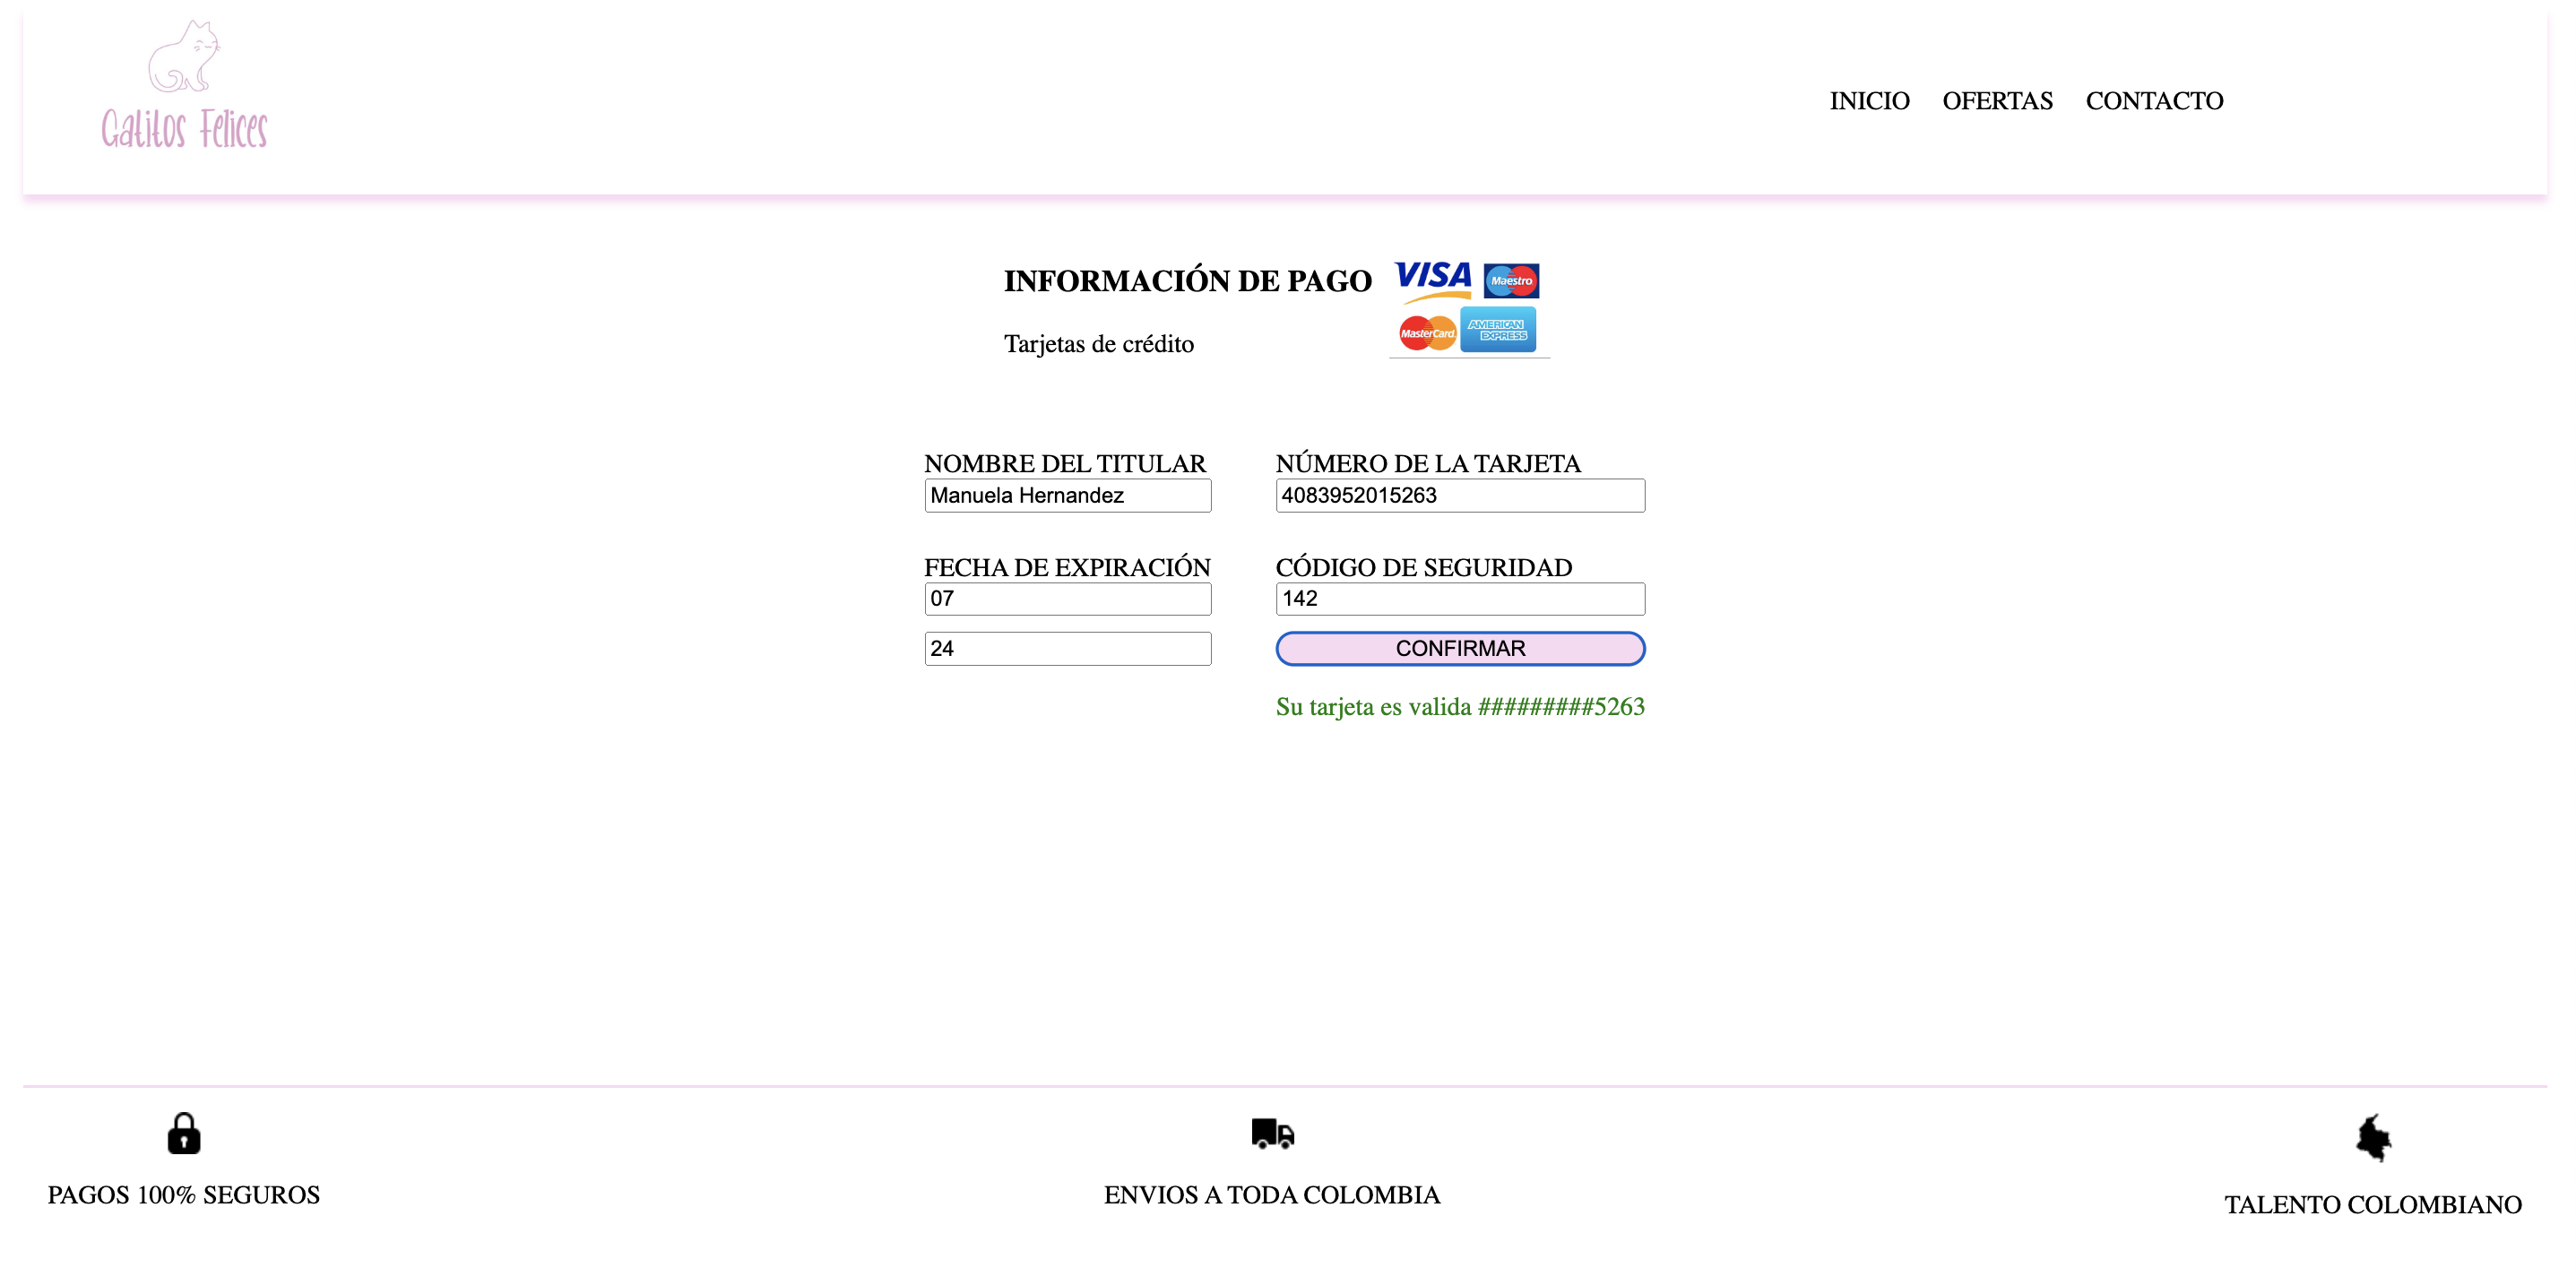 Gatitos Felices
INICIO OFERTAS CONTACTO
INFORMACIÓN DE PAGO
VISA Maestro
MasterCard AMERICAN EXPRESS
Tarjetas de crédito
NOMBRE DEL TITULAR NÚMERO DE LA TARJETA
Manuela Hernandez 4083952015263
FECHA DE EXPIRACIÓN CÓDIGO DE SEGURIDAD
07 142
24 CONFIRMAR
Su tarjeta es valida #########5263
PAGOS 100% SEGUROS ENVIOS A TODA COLOMBIA TALENTO COLOMBIANO